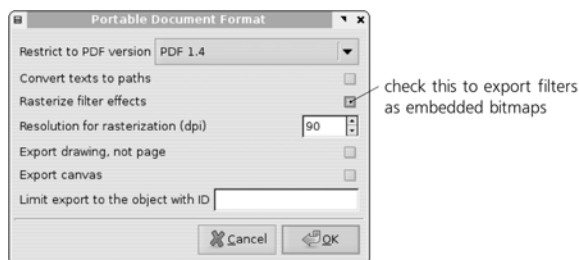 Portable Document Format
Restrict to PDF version PDF 1.4
Convert texts to paths
Rasterize filter effects
Resolution for rasterization (dpi) 90
Export drawing, not page
Export canvas
Limit export to the object with ID
Cancel OK
check this to export filters
as embedded bitmaps